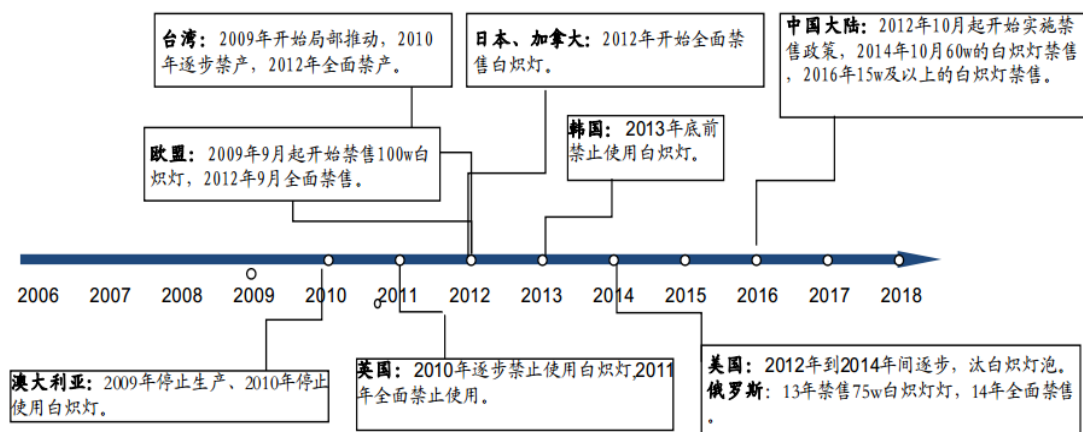 台湾：2009年开始局部推动，2010
年逐步禁产，2012年全面禁产。
日本、加拿大：2012年开始全面禁
售白炽灯。
中国大陆：2012年10月起开始实施
禁售政策，2014年10月60w的白炽灯禁售
，2016年15w及以上的白炽灯禁售。
欧盟：2009年9月起开始禁售100w白
炽灯，2012年9月全面禁售。
韩国：2013年底前
禁止使用白炽灯。
2006 2007 2008 2009 2010 2011 2012 2013 2014 2015 2016 2017 2018
澳大利亚：2009年停止生产、2010年停止
使用白炽灯。
英国：2010年逐步禁止使用白炽灯,2011
年全面禁止使用。
美国：2012年到2014年间逐步，汰白炽灯泡。
俄罗斯：13年禁售75w白炽灯灯，14年全面禁售
。